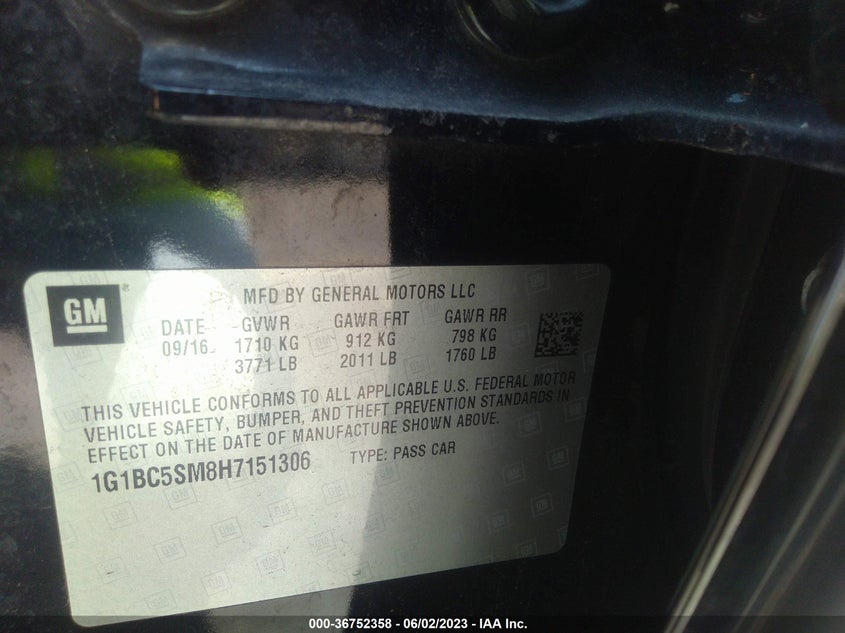 GM
MFD BY GENERAL MOTORS LLC
DATE GVWR GAWR FRT GAWR RR
09/16 1710 KG 912 KG 798 KG
3771 LB 2011 LB 1760 LB
THIS VEHICLE CONFORMS TO ALL APPLICABLE U.S. FEDERAL MOTOR
VEHICLE SAFETY, BUMPER, AND THEFT PREVENTION STANDARDS IN
EFFECT ON THE DATE OF MANUFACTURE SHOWN ABOVE.
1G1BC5SM8H7151306 TYPE: PASS CAR
000-36752358 - 06/02/2023 - IAA Inc.